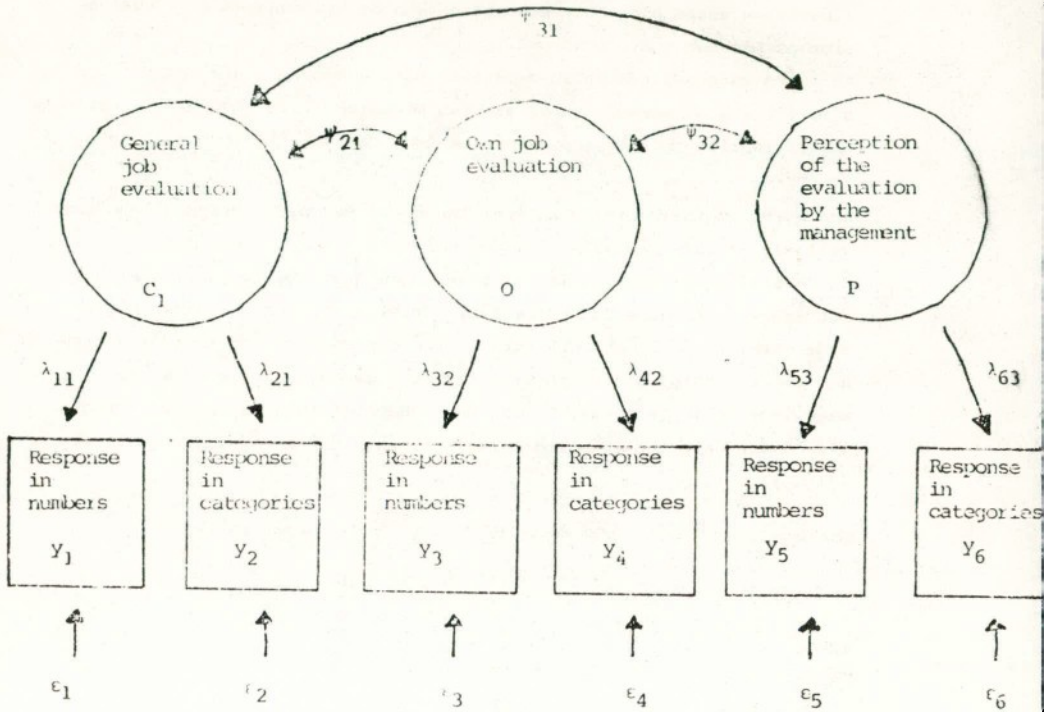 Ψ31
General
job
evaluation
C1
Ψ21
Own job
evaluation
O
Ψ32
Perception
of the
evaluation
by the
management
P
λ11
λ21
λ32
λ42
λ53
λ63
Response
in
numbers
y1
Response
in
categories
y2
Response
in
numbers
y3
Response
in
categories
y4
Response
in
numbers
y5
Response
in
categories
y6
ε1
ε2
ε3
ε4
ε5
ε6